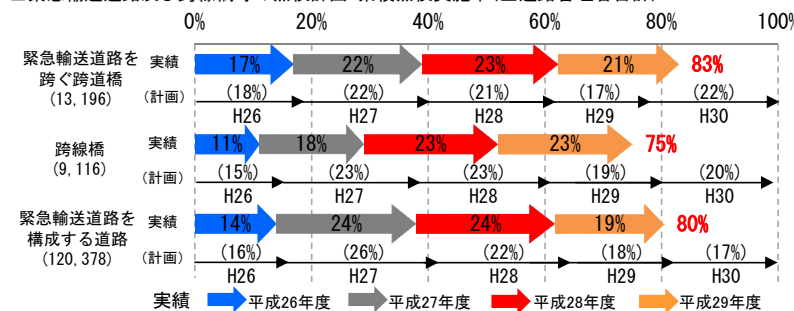 0% 20% 40% 60% 80% 100%
緊急輸送道路を
跨ぐ跨道橋
(13,196)
実績 17% 22% 23% 21% 83%
(計画) (18%) (22%) (21%) (17%) (22%)
H26 H27 H28 H29 H30
跨線橋
(9,116)
実績 11% 18% 23% 23% 75%
(計画) (15%) (23%) (23%) (19%) (20%)
H26 H27 H28 H29 H30
緊急輸送道路を
構成する道路
(120,378)
実績 14% 24% 24% 19% 80%
(計画) (16%) (26%) (22%) (18%) (17%)
H26 H27 H28 H29 H30
実績 平成26年度 平成27年度 平成28年度 平成29年度